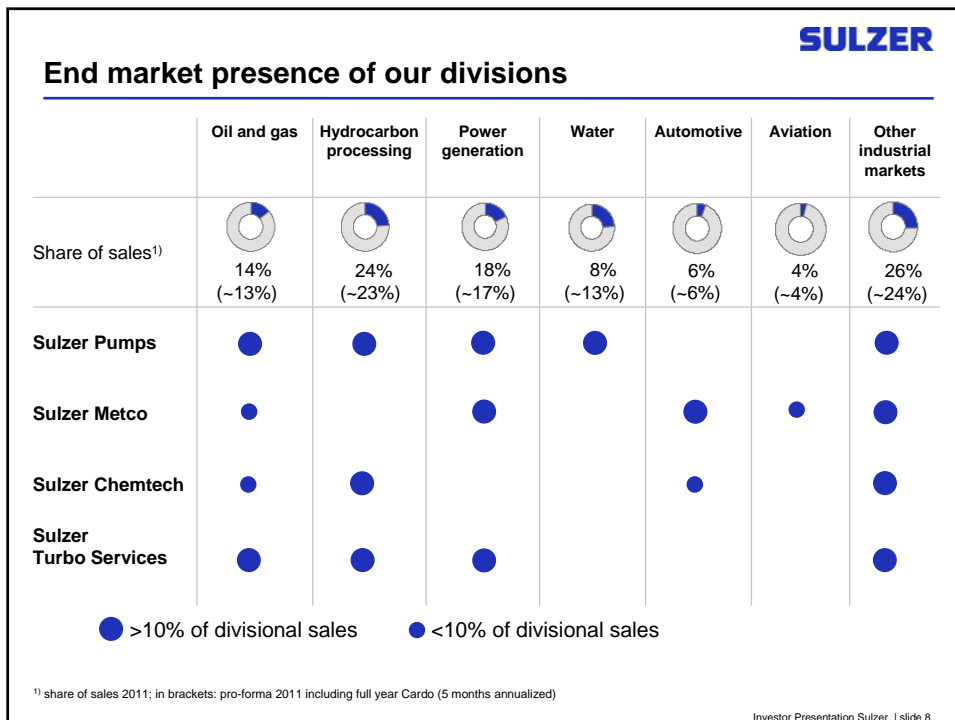 SULZER
End market presence of our divisions
Oil and gas
Hydrocarbon
processing
Power
generation
Water
Automotive
Aviation
Other
industrial
markets
Share of sales1)
14%
(~13%)
24%
(~23%)
18%
(~17%)
8%
(~13%)
6%
(~6%)
4%
(~4%)
26%
(~24%)
Sulzer Pumps
Sulzer Metco
Sulzer Chemtech
Sulzer
Turbo Services
>10% of divisional sales
<10% of divisional sales
1) share of sales 2011; in brackets: pro-forma 2011 including full year Cardo (5 months annualized)
Investor Presentation Sulzer | slide 8